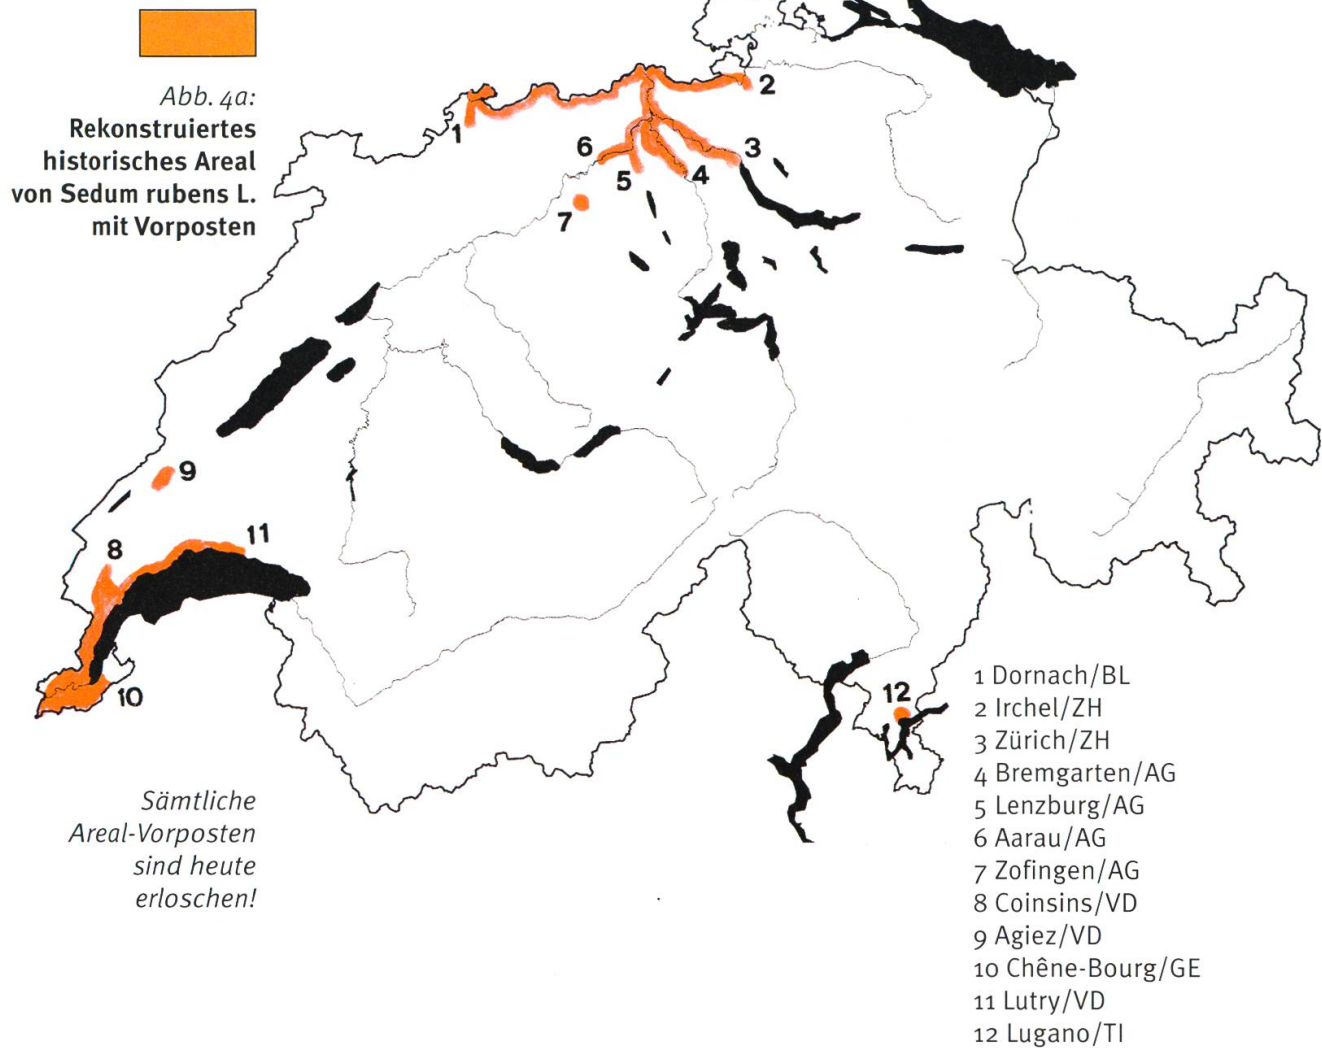 Abb. 4a:
Rekonstruiertes
historisches Areal
von Sedum rubens L.
mit Vorposten
2
1
6
3
5
4
7
9
11
8
10
12
Sämtliche
Areal-Vorposten
sind heute
erloschen!
1 Dornach/BL
2 Irchel/ZH
3 Zürich/ZH
4 Bremgarten/AG
5 Lenzburg/AG
6 Aarau/AG
7 Zofingen/AG
8 Coinsins/VD
9 Agiez/VD
10 Chêne-Bourg/GE
11 Lutry/VD
12 Lugano/TI